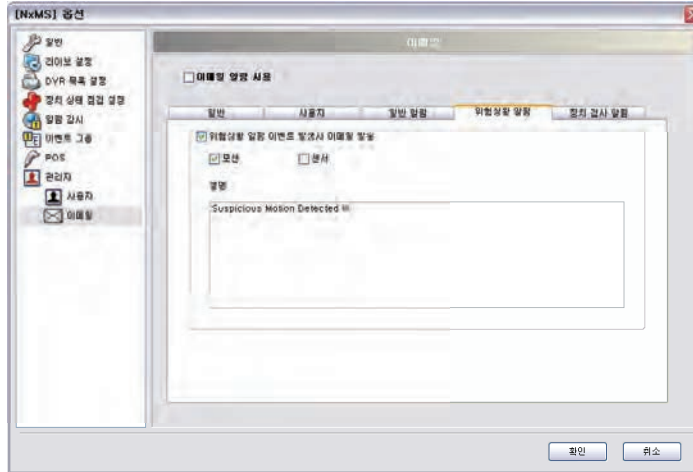 [NxMS] 옵션
일반
라이브 설정
DVR 목록 설정
장치 상태 점검 설정
알람 감시
이벤트 그룹
POS
관리자
사용자
이메일
이메일
이메일 알람 사용
일반 사용자 일반 알람 위험상황 알람 장치 검사 알람
위험상황 알람 이벤트 발생시 이메일 발송
모션 센서
설명
Suspicious Motion Detected !!!
확인 취소